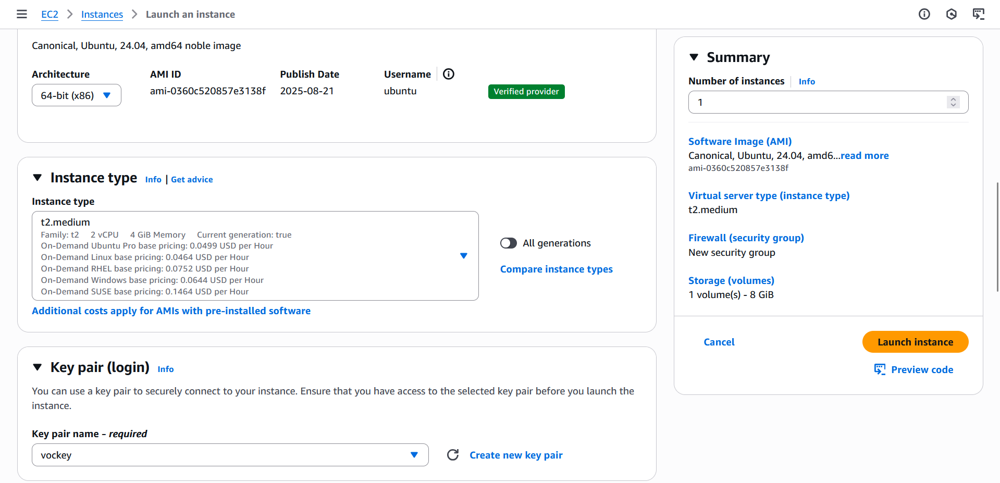 EC2 > Instances > Launch an instance
Canonical, Ubuntu, 24.04, amd64 noble image
Architecture
64-bit (x86)
AMI ID
ami-0360c520857e3138f
Publish Date
2025-08-21
Username
ubuntu
Verified provider
Instance type Info | Get advice
Instance type
t2.medium
Family: t2 2 vCPU 4 GiB Memory Current generation: true
On-Demand Ubuntu Pro base pricing: 0.0499 USD per Hour
On-Demand Linux base pricing: 0.0464 USD per Hour
On-Demand RHEL base pricing: 0.0752 USD per Hour
On-Demand Windows base pricing: 0.0644 USD per Hour
On-Demand SUSE base pricing: 0.1464 USD per Hour
All generations
Compare instance types
Additional costs apply for AMIs with pre-installed software
Key pair (login) Info
You can use a key pair to securely connect to your instance. Ensure that you have access to the selected key pair before you launch the
instance.
Key pair name - required
vockey
Create new key pair
Summary
Number of instances Info
1
Software Image (AMI)
Canonical, Ubuntu, 24.04, amd6...read more
ami-0360c520857e3138f
Virtual server type (instance type)
t2.medium
Firewall (security group)
New security group
Storage (volumes)
1 volume(s) - 8 GiB
Cancel
Launch instance
Preview code